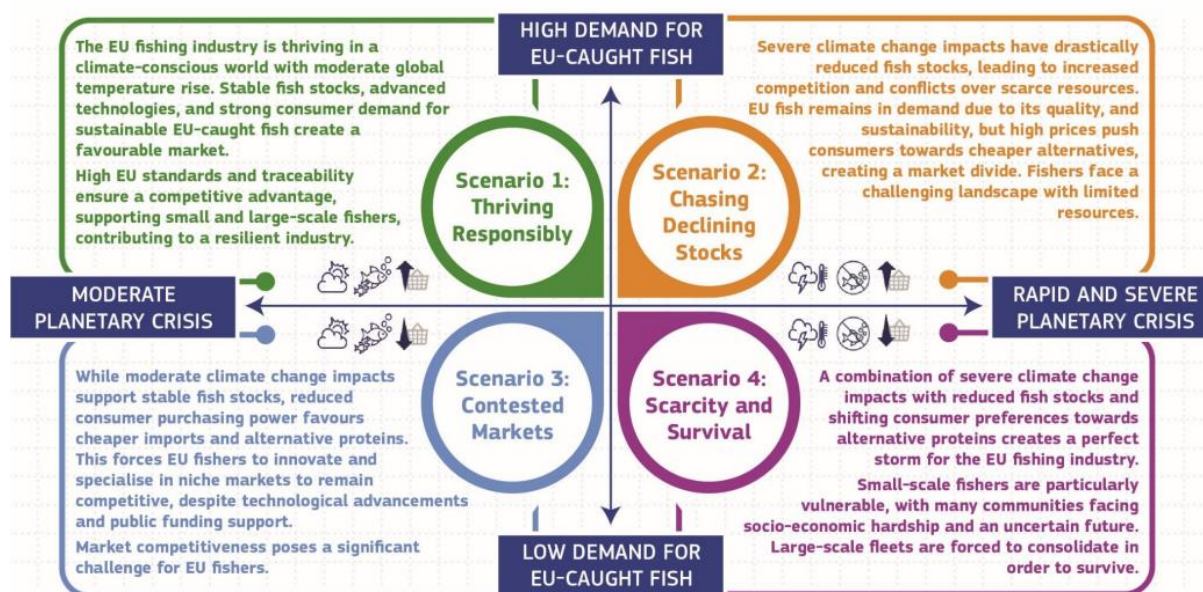 HIGH DEMAND FOR
EU-CAUGHT FISH
The EU fishing industry is thriving in a
climate-conscious world with moderate global
temperature rise. Stable fish stocks, advanced
technologies, and strong consumer demand for
sustainable EU-caught fish create a
favourable market.
High EU standards and traceability
ensure a competitive advantage,
supporting small and large-scale fishers,
contributing to a resilient industry.
Scenario 1:
Thriving
Responsibly
Scenario 2:
Chasing
Declining
Stocks
Severe climate change impacts have drastically
reduced fish stocks, leading to increased
competition and conflicts over scarce resources.
EU fish remains in demand due to its quality, and
sustainability, but high prices push
consumers towards cheaper alternatives,
creating a market divide. Fishers face a
challenging landscape with limited
resources.
MODERATE
PLANETARY CRISIS
RAPID AND SEVERE
PLANETARY CRISIS
While moderate climate change impacts
support stable fish stocks, reduced
consumer purchasing power favours
cheaper imports and alternative proteins.
This forces EU fishers to innovate and
specialise in niche markets to remain
competitive, despite technological advancements
and public funding support.
Market competitiveness poses a significant
challenge for EU fishers.
Scenario 3:
Contested
Markets
Scenario 4:
Scarcity and
Survival
A combination of severe climate change
impacts with reduced fish stocks and
shifting consumer preferences towards
alternative proteins creates a perfect
storm for the EU fishing industry.
Small-scale fishers are particularly
vulnerable, with many communities facing
socio-economic hardship and an uncertain future.
Large-scale fleets are forced to consolidate in
order to survive.
LOW DEMAND FOR
EU-CAUGHT FISH